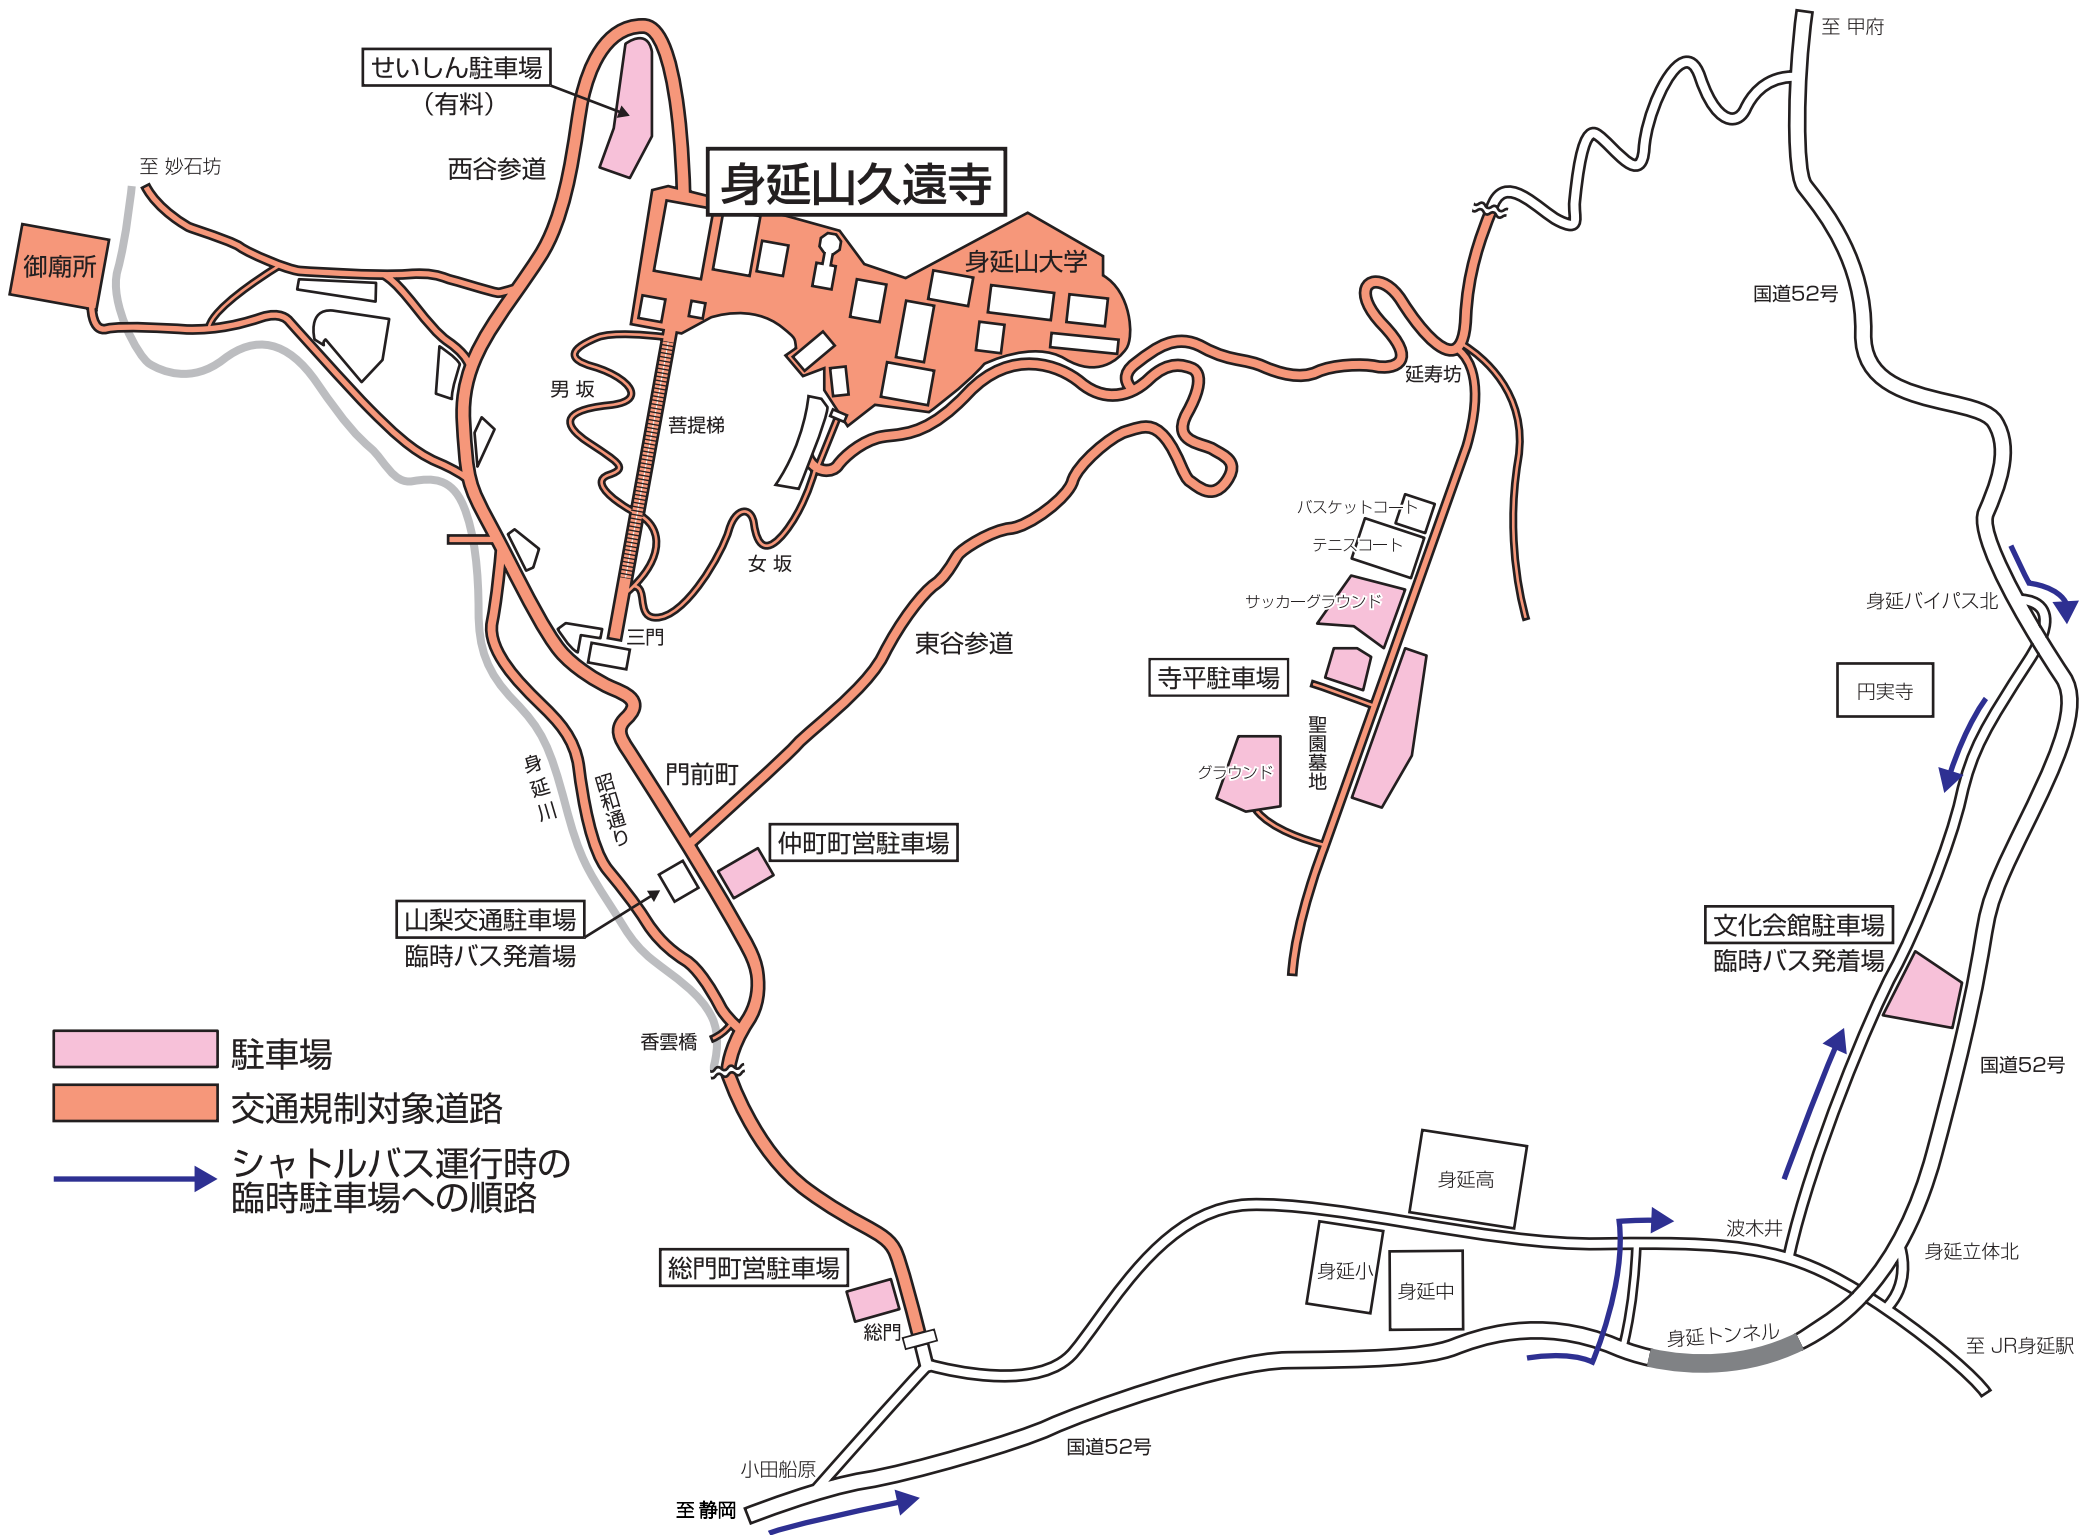 至 甲府
せいしん駐車場
（有料）
至 妙石坊
西谷参道
身延山久遠寺
御廟所
身延山大学
国道52号
男 坂
菩提梯
延寿坊
バスケットコート
テニスコート
女 坂
サッカーグラウンド
身延バイパス北
三門
東谷参道
寺平駐車場
円実寺
聖園墓地
グラウンド
身延川
昭和通り
門前町
仲町町営駐車場
山梨交通駐車場
臨時バス発着場
文化会館駐車場
臨時バス発着場
香雲橋
駐車場
国道52号
交通規制対象道路
シャトルバス運行時の
臨時駐車場への順路
身延高
波木井
身延立体北
総門町営駐車場
身延小
身延中
総門
身延トンネル
至 JR身延駅
国道52号
小田船原
至 静岡